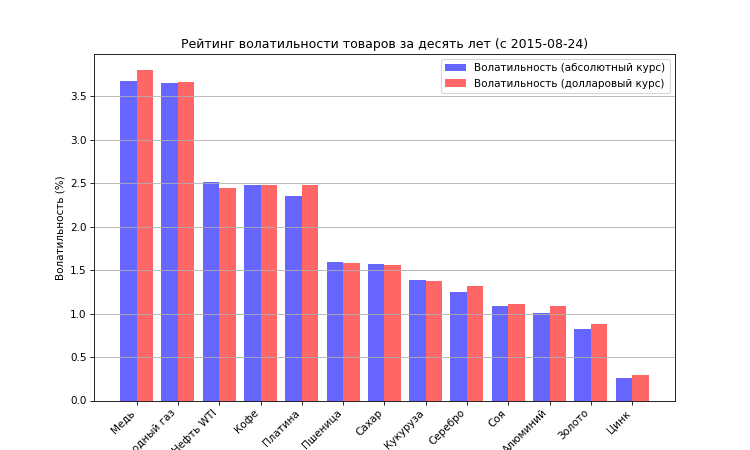 Рейтинг волатильности товаров за десять лет (с 2015-08-24)
Волатильность (абсолютный курс)
Волатильность (долларовый курс)
Волатильность (%)
3.5
3.0
2.5
2.0
1.5
1.0
0.5
0.0
Медь
одный газ
Нефть WTI
Кофе
Платина
Пшеница
Сахар
Кукуруза
Серебро
Соя
Алюминий
Золото
Цинк